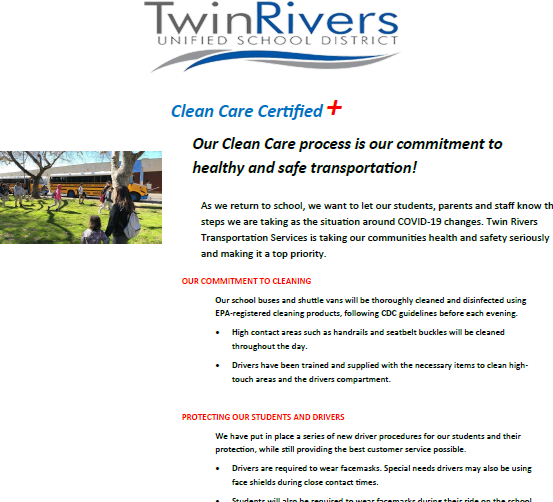 TwinRivers
UNIFIED SCHOOL DISTRICT
Clean Care Certified +
Our Clean Care process is our commitment to
healthy and safe transportation!
As we return to school, we want to let our students, parents and staff know th
steps we are taking as the situation around COVID-19 changes. Twin Rivers
Transportation Services is taking our communities health and safety seriously
and making it a top priority.
OUR COMMITMENT TO CLEANING
Our school buses and shuttle vans will be thoroughly cleaned and disinfected using
EPA-registered cleaning products, following CDC guidelines before each evening.
• High contact areas such as handrails and seatbelt buckles will be cleaned
throughout the day.
• Drivers have been trained and supplied with the necessary items to clean high-
touch areas and the drivers compartment.
PROTECTING OUR STUDENTS AND DRIVERS
We have put in place a series of new driver procedures for our students and their
protection, while still providing the best customer service possible.
• Drivers are required to wear facemasks. Special needs drivers may also be using
face shields during close contact times.
• Students will also be required to wear facemasks during their ride on the school